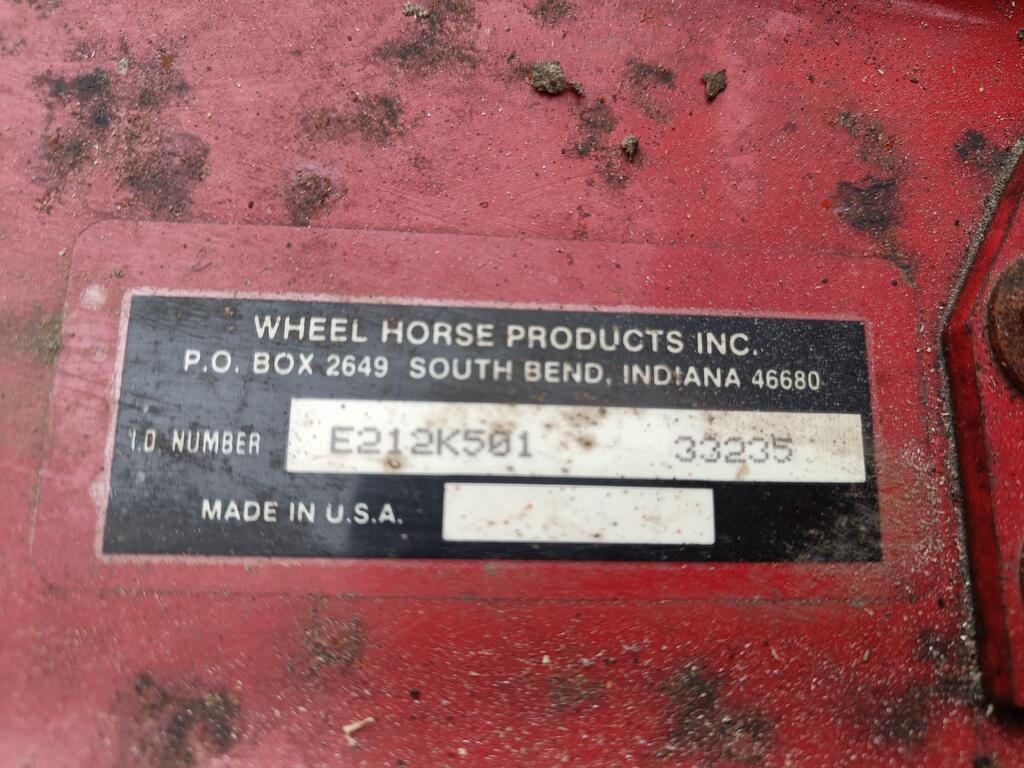 WHEEL HORSE PRODUCTS INC.
P.O. BOX 2649 SOUTH BEND, INDIANA 46680
I.D. NUMBER E212K501 33235
MADE IN U.S.A.